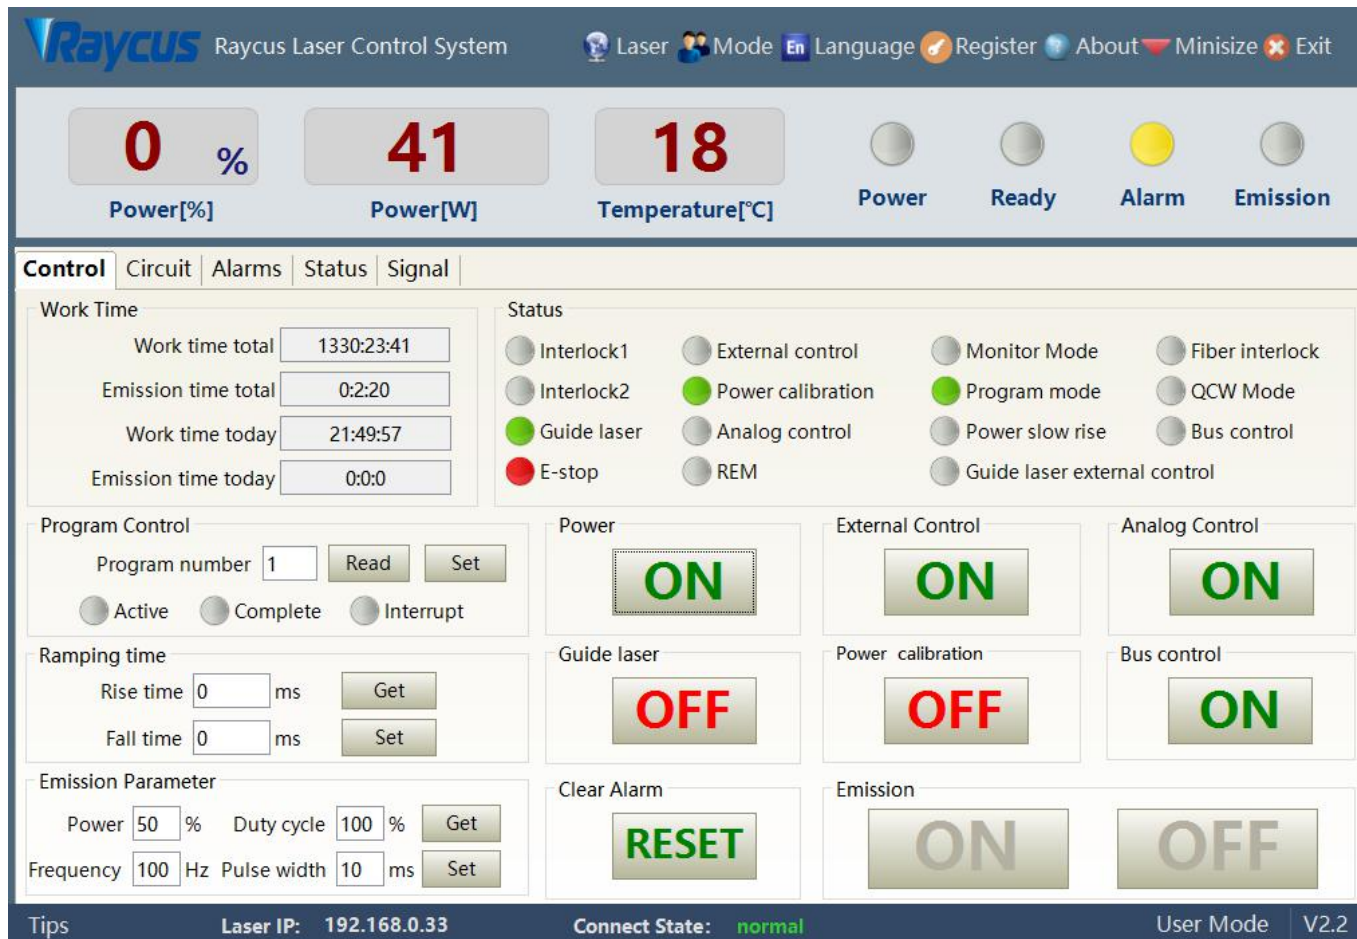 Raycus Raycus Laser Control System Laser Mode En Language Register About Minisize Exit
0 % 41 18
Power[%] Power[W] Temperature[℃] Power Ready Alarm Emission
Control Circuit Alarms Status Signal
Work Time
Work time total 1330:23:41
Emission time total 0:2:20
Work time today 21:49:57
Emission time today 0:0:0
Status
Interlock1 External control Monitor Mode Fiber interlock
Interlock2 Power calibration Program mode QCW Mode
Guide laser Analog control Power slow rise Bus control
E-stop REM Guide laser external control
Program Control
Program number 1 Read Set
Active Complete Interrupt
Power
ON
External Control
ON
Analog Control
ON
Ramping time
Rise time 0 ms Get
Fall time 0 ms Set
Guide laser
OFF
Power calibration
OFF
Bus control
ON
Emission Parameter
Power 50 % Duty cycle 100 % Get
Frequency 100 Hz Pulse width 10 ms Set
Clear Alarm
RESET
Emission
ON OFF
Tips Laser IP: 192.168.0.33 Connect State: normal User Mode V2.2